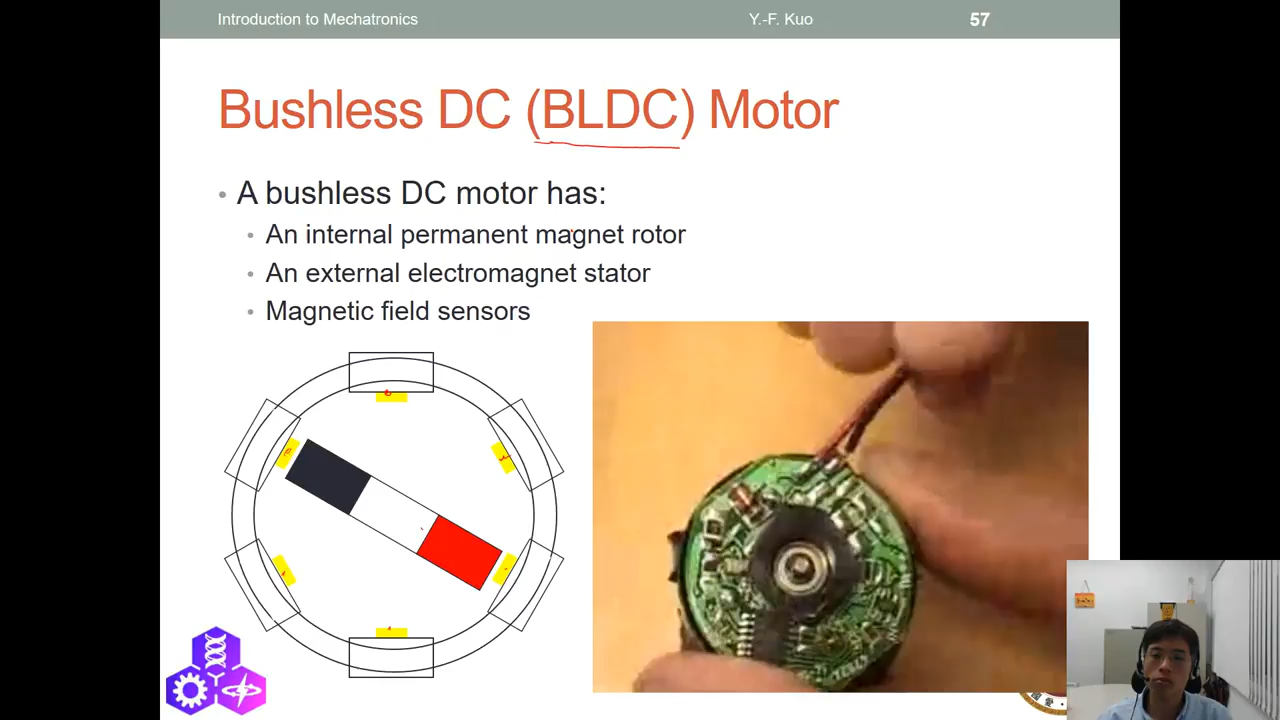 Introduction to Mechatronics
Y.-F. Kuo
57
Bushless DC (BLDC) Motor
• A bushless DC motor has:
• An internal permanent magnet rotor
• An external electromagnet stator
• Magnetic field sensors